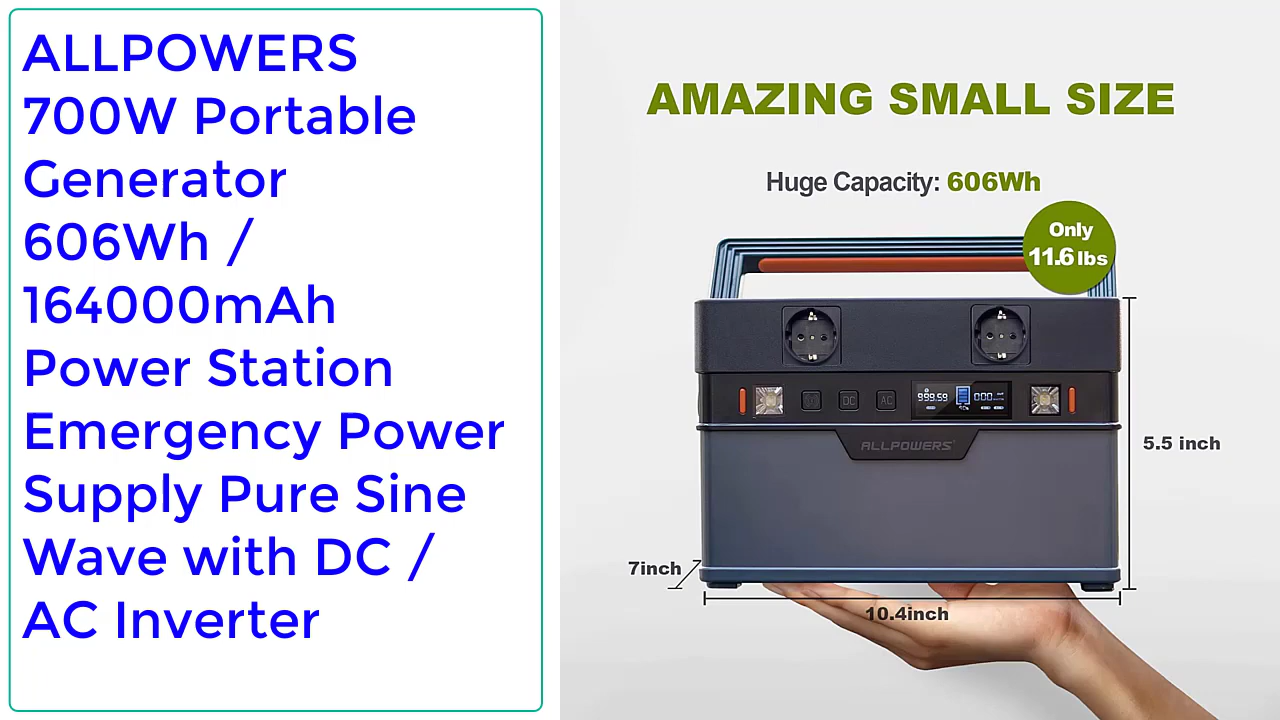 ALLPOWERS
700W Portable
Generator
606Wh /
164000mAh
Power Station
Emergency Power
Supply Pure Sine
Wave with DC /
AC Inverter
AMAZING SMALL SIZE
Huge Capacity: 606Wh
Only
11.6 lbs
DC
AC
999.59
000
ALLPOWERS
5.5 inch
7inch
10.4inch